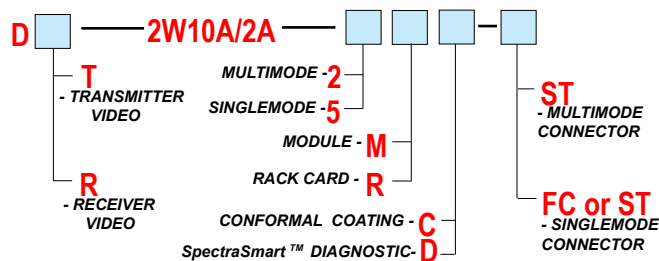 D 2W10A/2A
T
- TRANSMITTER
VIDEO
R
- RECEIVER
VIDEO
MULTIMODE - 2
SINGLEMODE - 5
MODULE - M
RACK CARD - R
CONFORMAL COATING - C
SpectraSmart ™ DIAGNOSTIC- D
ST
- MULTIMODE
CONNECTOR
FC or ST
- SINGLEMODE
CONNECTOR